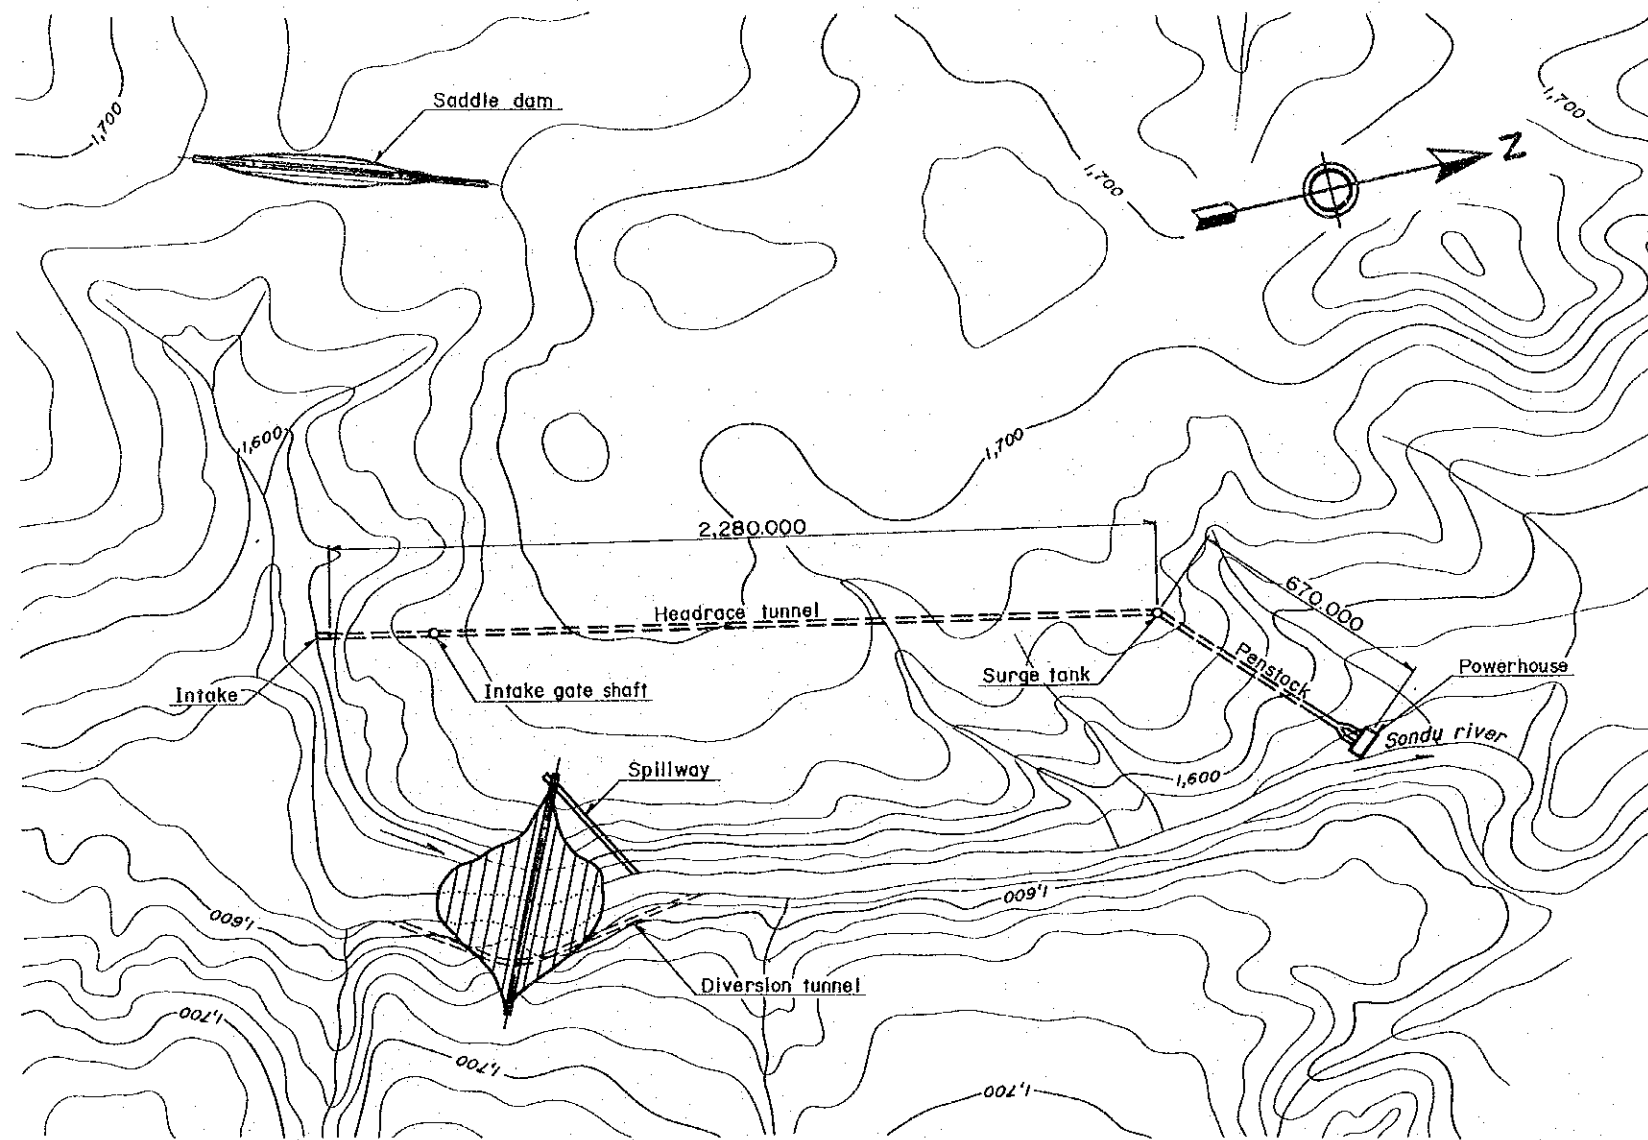 Saddle dam
1,700
1,700
1,700
N
1,600
1,700
2,280.000
670.000
Headrace tunnel
Penstock
Surge tank
Powerhouse
Intake
Intake gate shaft
Sondu river
Spillway
1,600
1,600
1,600
Diversion tunnel
1,700
1,700
1,700